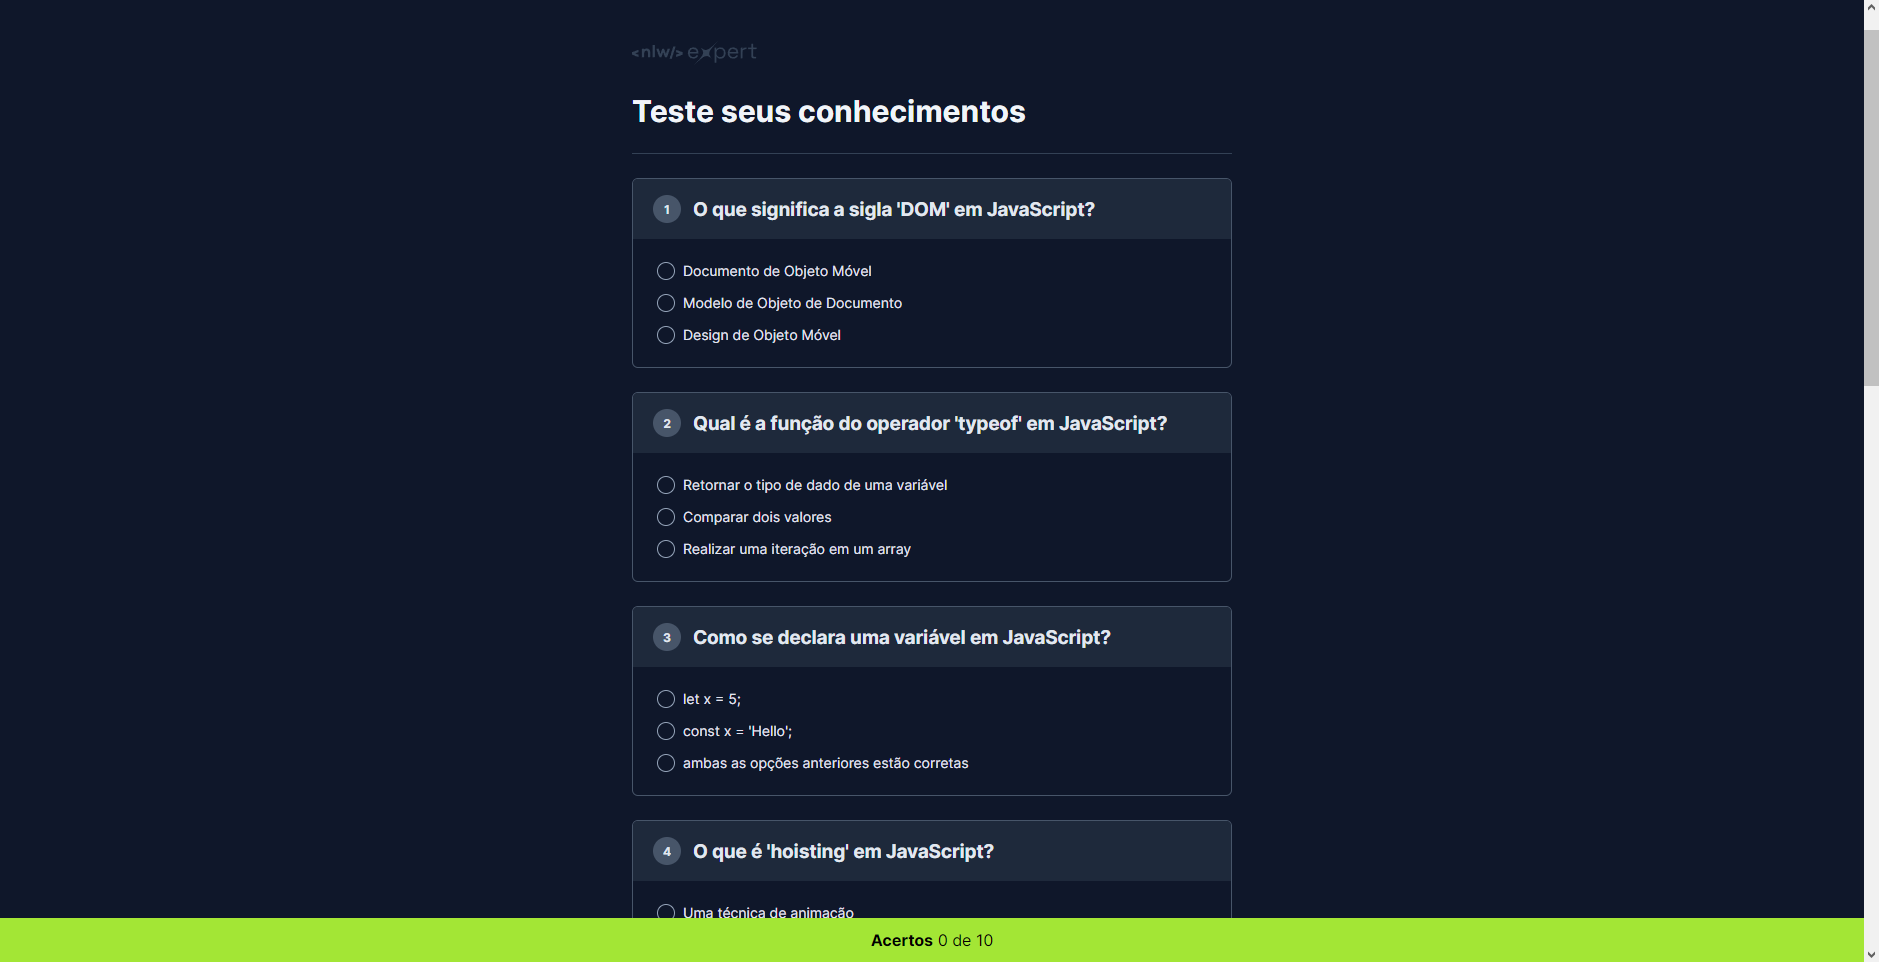 <nlw/> expert
Teste seus conhecimentos
1 O que significa a sigla 'DOM' em JavaScript?
Documento de Objeto Móvel
Modelo de Objeto de Documento
Design de Objeto Móvel
2 Qual é a função do operador 'typeof' em JavaScript?
Retornar o tipo de dado de uma variável
Comparar dois valores
Realizar uma iteração em um array
3 Como se declara uma variável em JavaScript?
let x = 5;
const x = 'Hello';
ambas as opções anteriores estão corretas
4 O que é 'hoisting' em JavaScript?
Uma técnica de animação
Acertos 0 de 10